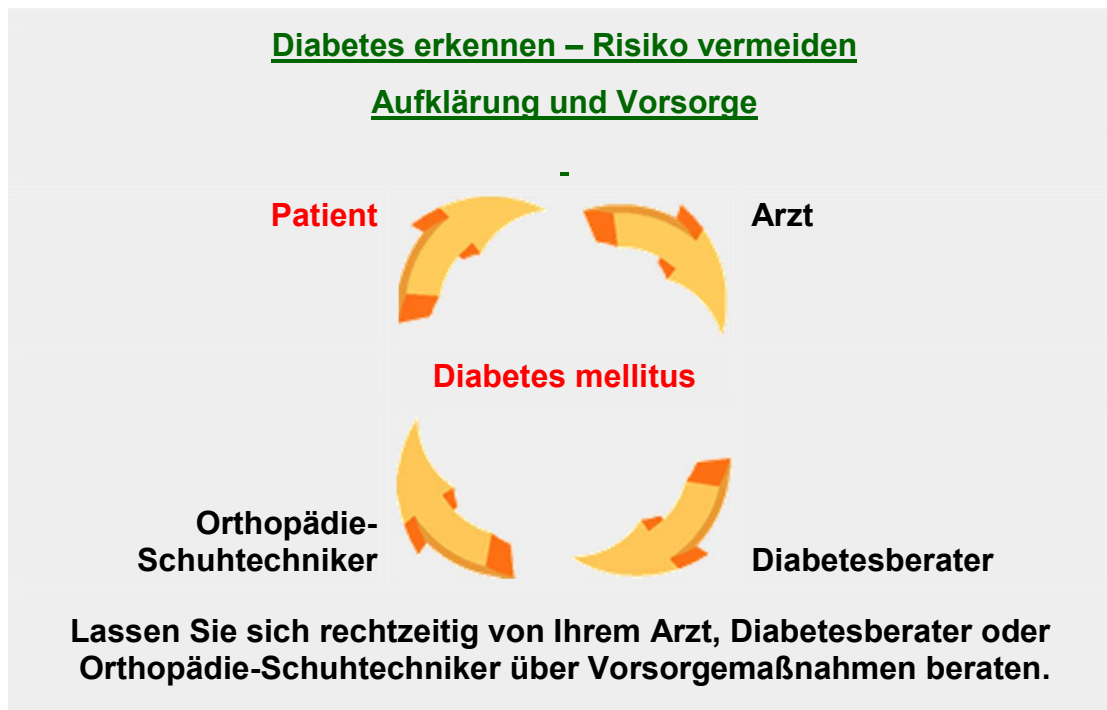 Diabetes erkennen – Risiko vermeiden
Aufklärung und Vorsorge
Patient
Arzt
Diabetes mellitus
Orthopädie-
Schuhtechniker
Diabetesberater
Lassen Sie sich rechtzeitig von Ihrem Arzt, Diabetesberater oder
Orthopädie-Schuhtechniker über Vorsorgemaßnahmen beraten.